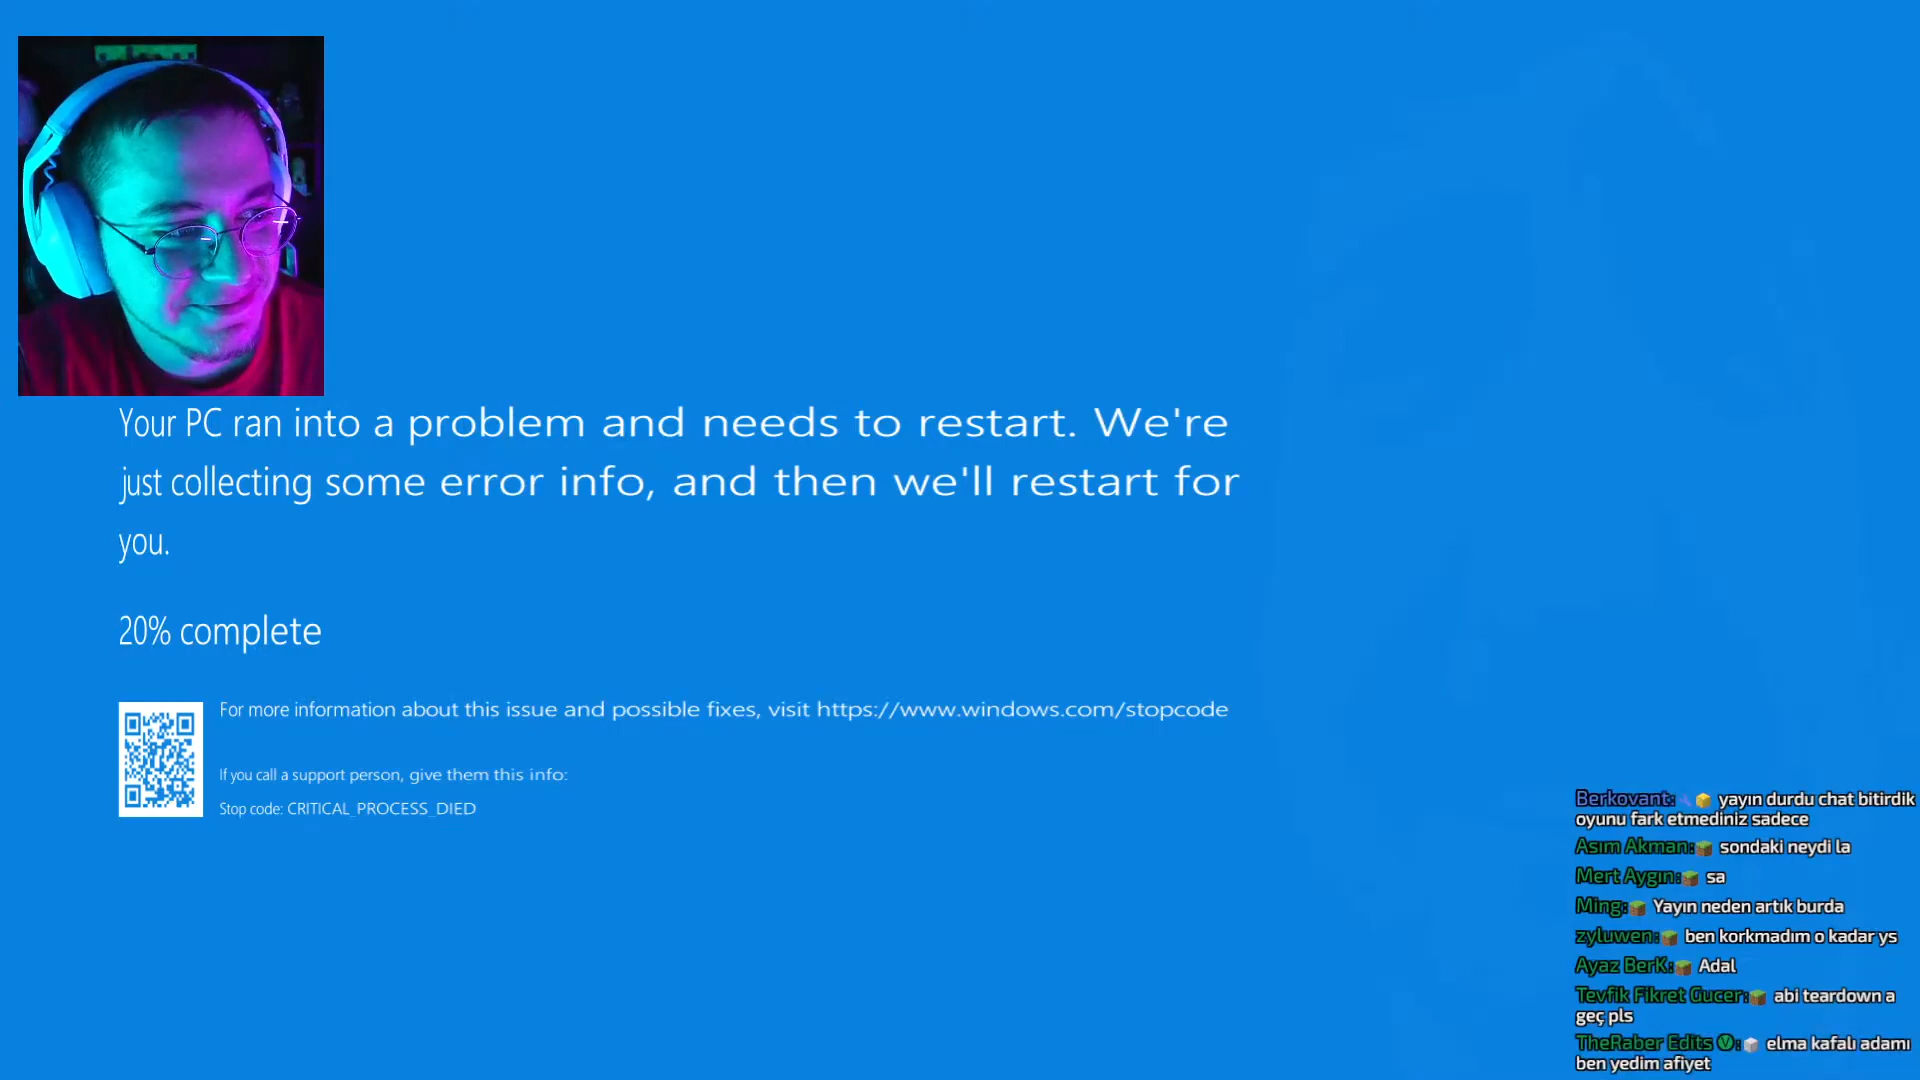 Your PC ran into a problem and needs to restart. We're
just collecting some error info, and then we'll restart for
you.
20% complete
For more information about this issue and possible fixes, visit https://www.windows.com/stopcode
If you call a support person, give them this info:
Stop code: CRITICAL_PROCESS_DIED
Berkovant: yayın durdu chat bitirdik
oyunu fark etmediniz sadece
Asım Akman: sondaki neydi la
Mert Aygın: sa
Ming: Yayın neden artık burda
zyluwen: ben korkmadım o kadar ys
Ayaz BerK: Adal
Tevfik Fikret Gucer: abi teardown a
geç pls
TheRaber Edits V: elma kafalı adamı
ben yedim afiyet